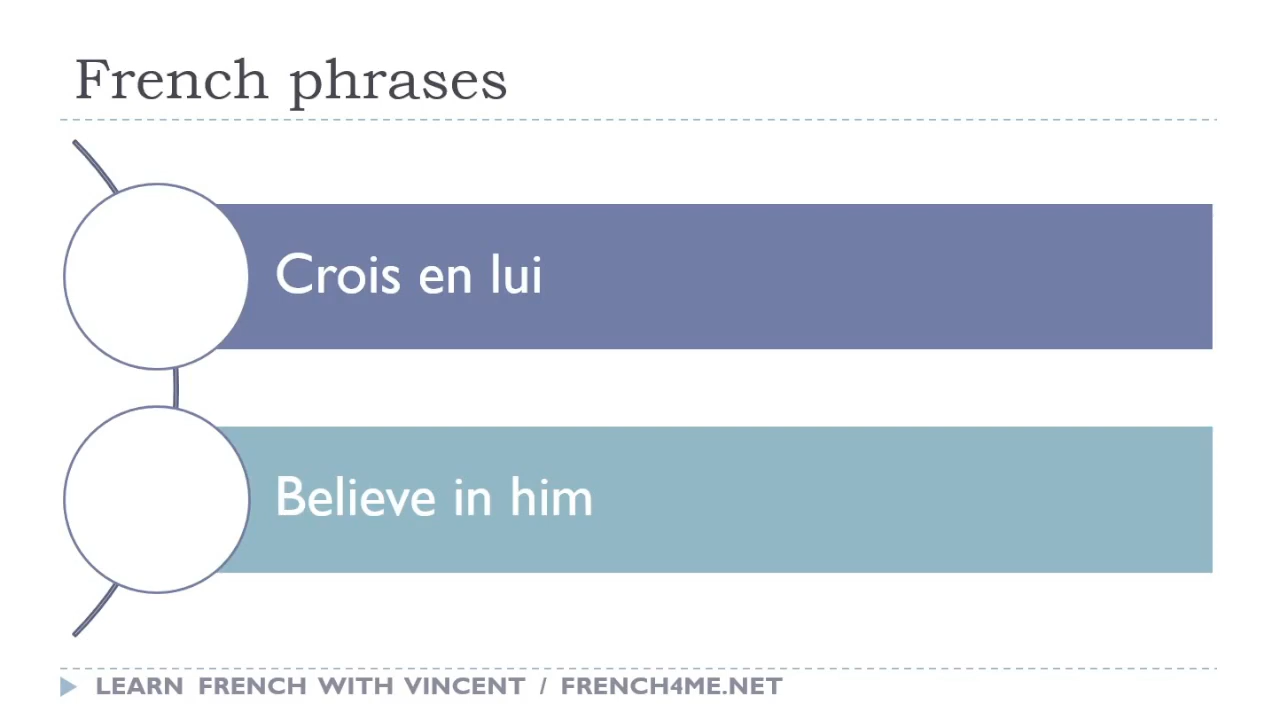 French phrases
Crois en lui
Believe in him
LEARN FRENCH WITH VINCENT / FRENCH4ME.NET